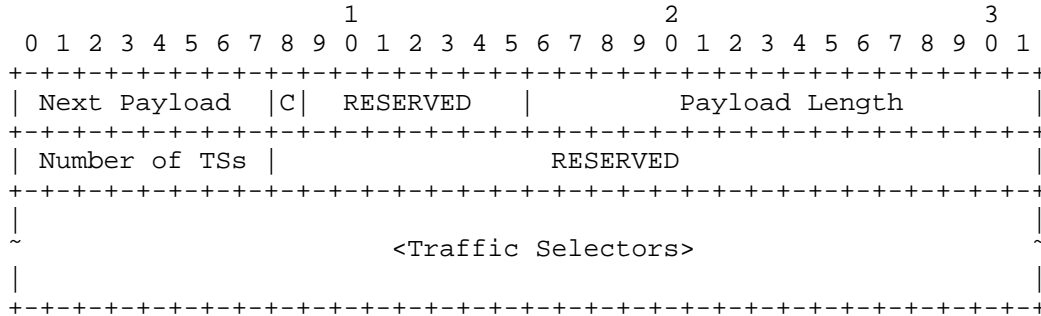 1                   2                   3
 0 1 2 3 4 5 6 7 8 9 0 1 2 3 4 5 6 7 8 9 0 1 2 3 4 5 6 7 8 9 0 1
+-+-+-+-+-+-+-+-+-+-+-+-+-+-+-+-+-+-+-+-+-+-+-+-+-+-+-+-+-+-+-+-+
| Next Payload  |C|  RESERVED   |         Payload Length        |
+-+-+-+-+-+-+-+-+-+-+-+-+-+-+-+-+-+-+-+-+-+-+-+-+-+-+-+-+-+-+-+-+
| Number of TSs |                 RESERVED                      |
+-+-+-+-+-+-+-+-+-+-+-+-+-+-+-+-+-+-+-+-+-+-+-+-+-+-+-+-+-+-+-+-+
|                                                               |
~                       <Traffic Selectors>                     ~
|                                                               |
+-+-+-+-+-+-+-+-+-+-+-+-+-+-+-+-+-+-+-+-+-+-+-+-+-+-+-+-+-+-+-+-+